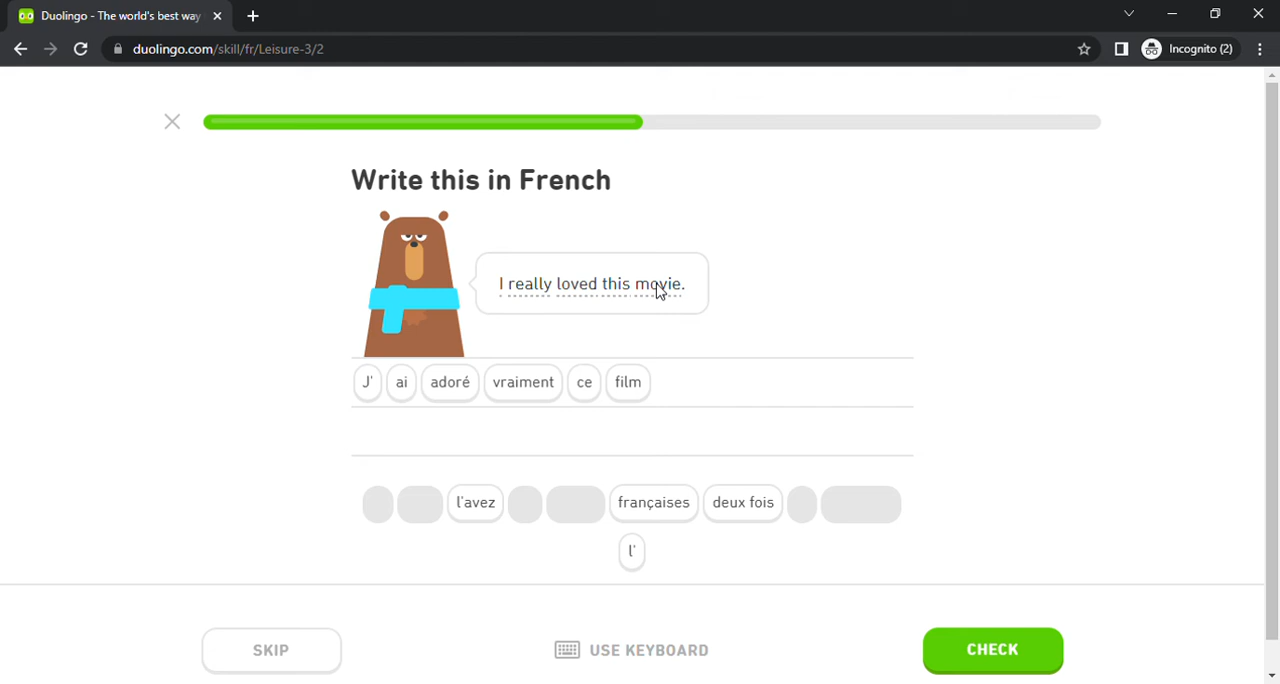 Duolingo - The world's best way
duolingo.com/skill/fr/Leisure-3/2
Incognito (2)
Write this in French
I really loved this movie.
J' ai adoré vraiment ce film
l'avez françaises deux fois
l'
SKIP USE KEYBOARD CHECK